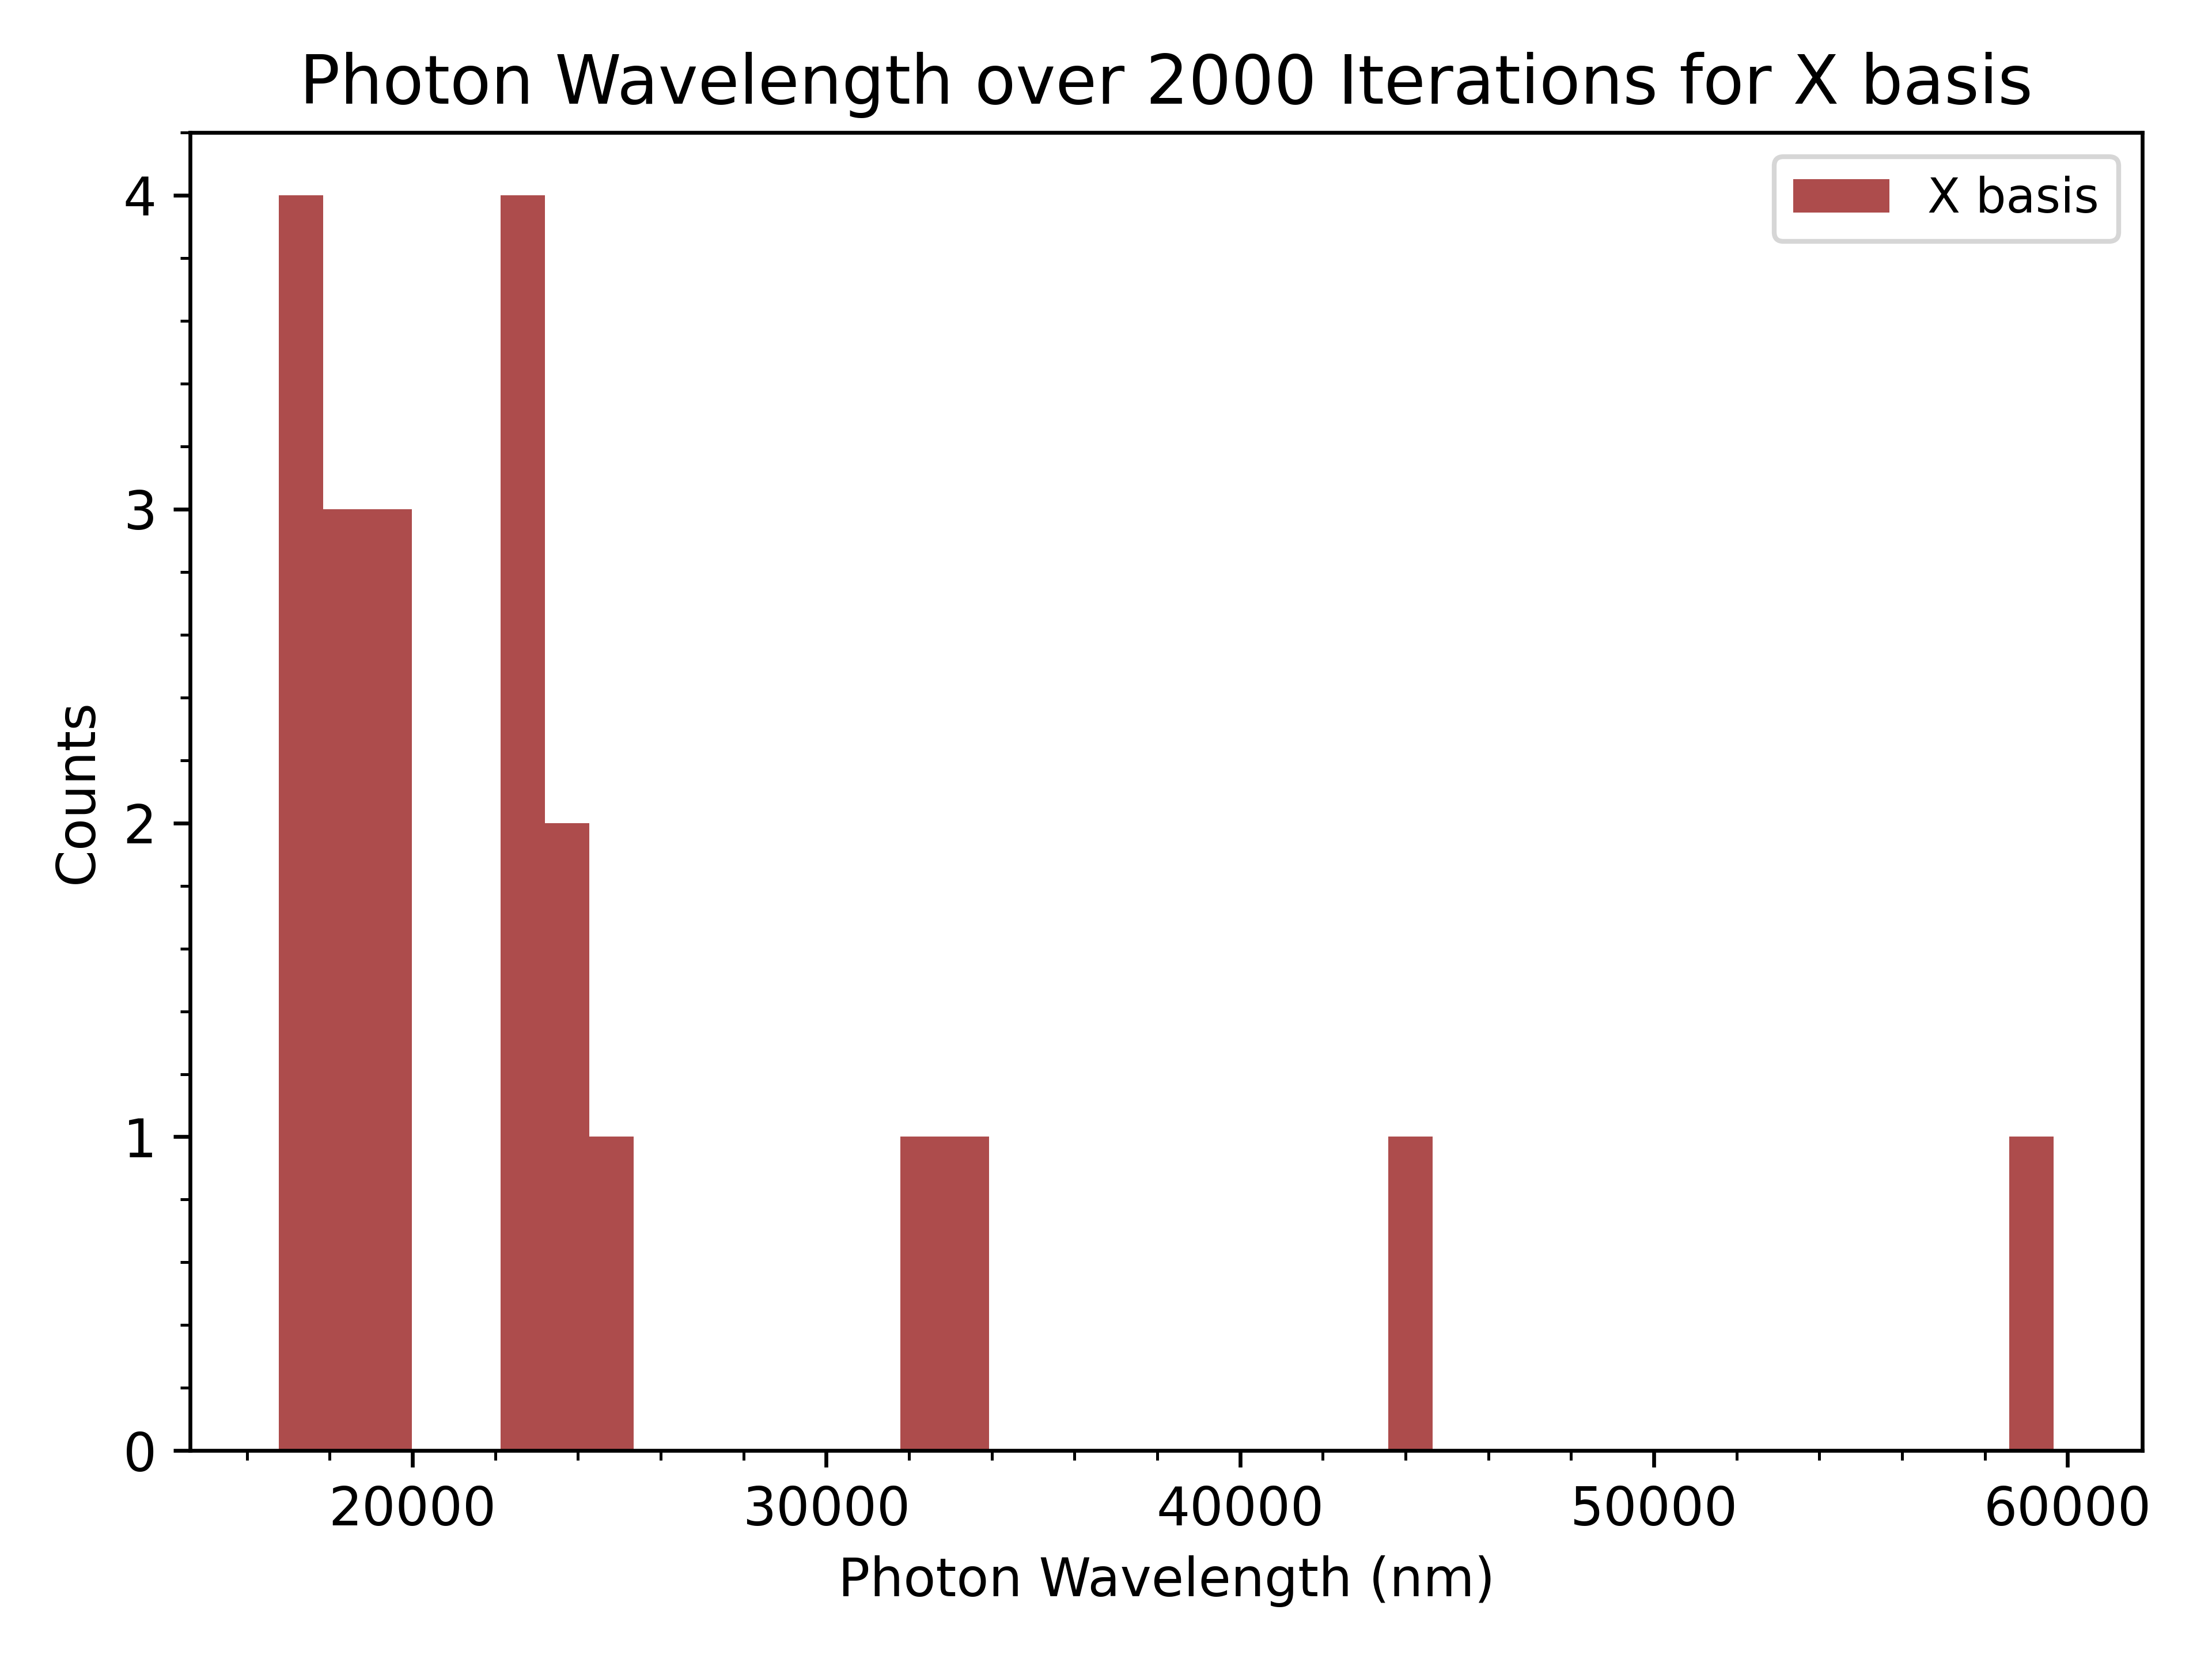 Photon Wavelength over 2000 Iterations for X basis
X basis
4
3
2
1
0
Counts
20000 30000 40000 50000 60000
Photon Wavelength (nm)